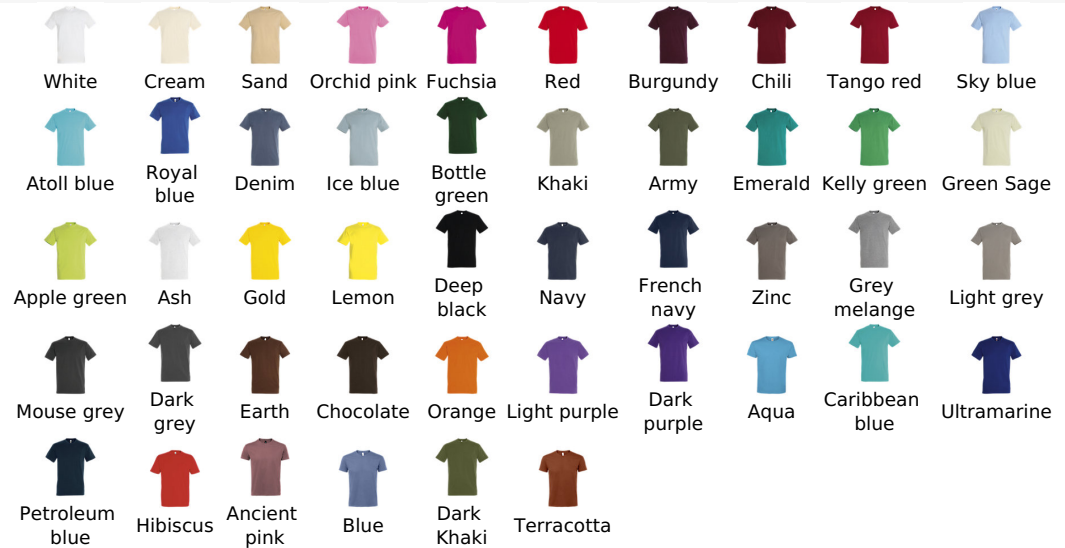 White Cream Sand Orchid pink Fuchsia Red Burgundy Chili Tango red Sky blue
Atoll blue Royal blue Denim Ice blue Bottle green Khaki Army Emerald Kelly green Green Sage
Apple green Ash Gold Lemon Deep black Navy French navy Zinc Grey melange Light grey
Mouse grey Dark grey Earth Chocolate Orange Light purple Dark purple Aqua Caribbean blue Ultramarine
Petroleum blue Hibiscus Ancient pink Blue Dark Khaki Terracotta